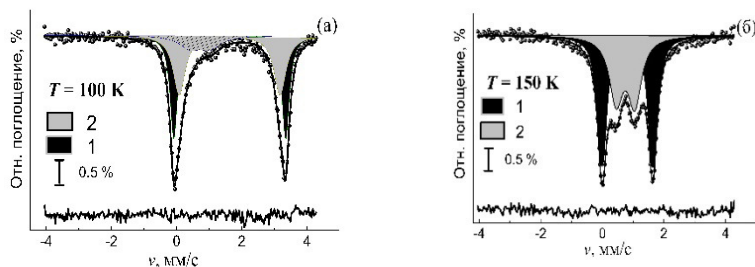 (а)
Отн. поглощение, %
T = 100 K
2
1
0.5 %
-4 -2 0 2 4
v, мм/с
(б)
Отн. поглощение, %
T = 150 K
1
2
0.5 %
-4 -2 0 2 4
v, мм/с